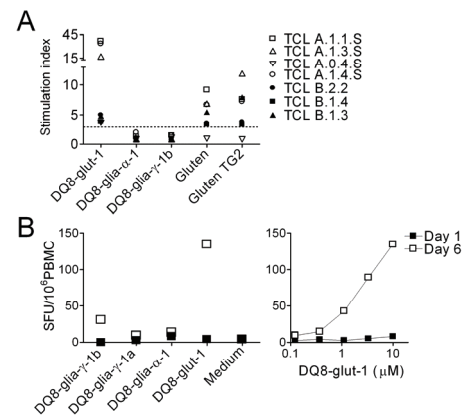 A
Stimulation index
45
15
10
5
0
DQ8-glut-1
DQ8-glia-α-1
DQ8-glia-γ-1b
Gluten
Gluten TG2
TCL A.1.1.S
TCL A.1.3.S
TCL A.0.4.S
TCL A.1.4.S
TCL B.2.2
TCL B.1.4
TCL B.1.3
B
SFU/10⁶PBMC
150
100
50
0
DQ8-glia-γ-1b
DQ8-glia-γ-1a
DQ8-glia-α-1
DQ8-glut-1
Medium
150
100
50
0
0.1
1
10
DQ8-glut-1 (μM)
Day 1
Day 6